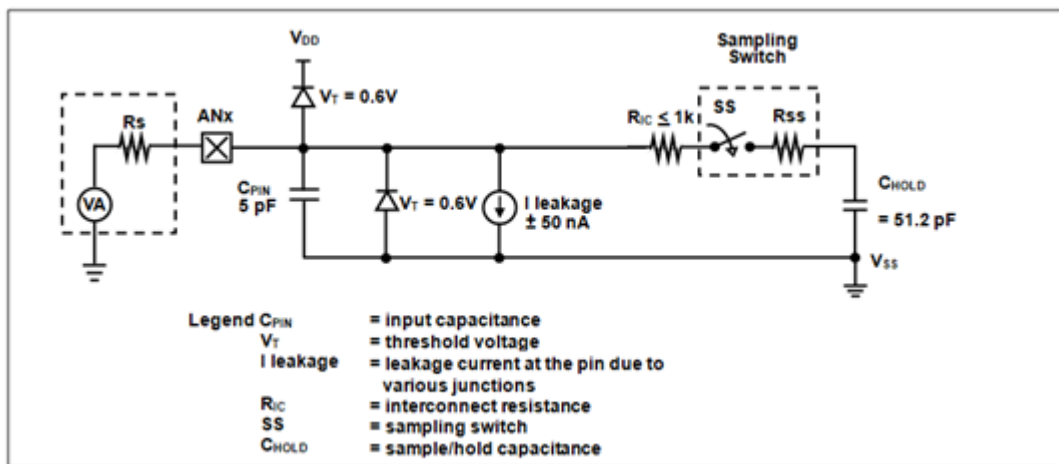 Sampling
Switch
VDD
VT = 0.6V
Rs
ANx
RIC ≤ 1k
SS
Rss
VA
CPIN
5 pF
VT = 0.6V
I leakage
± 50 nA
CHOLD
= 51.2 pF
VSS
Legend CPIN = input capacitance
VT = threshold voltage
I leakage = leakage current at the pin due to
various junctions
RIC = interconnect resistance
SS = sampling switch
CHOLD = sample/hold capacitance